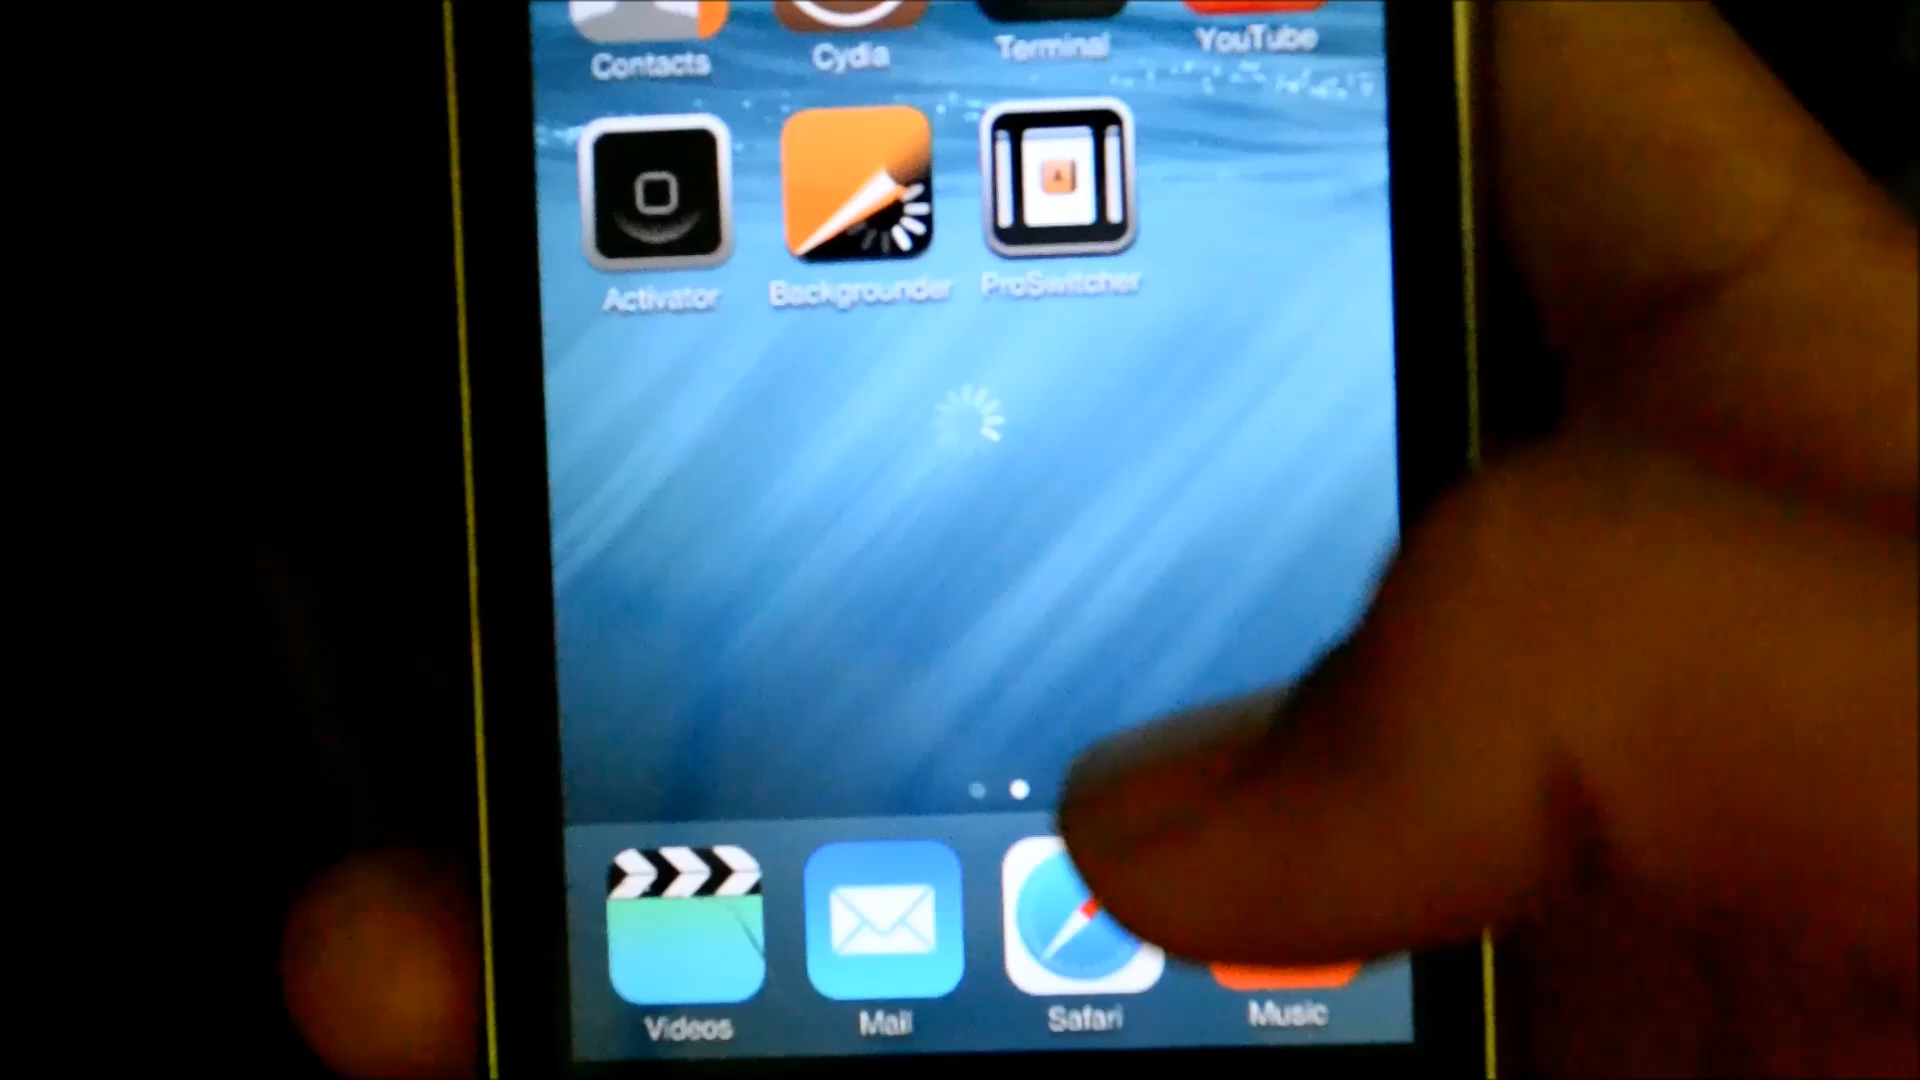 Contacts Cydia Terminal YouTube
Activator Backgrounder ProSwitcher
A
Videos Mail Safari Music